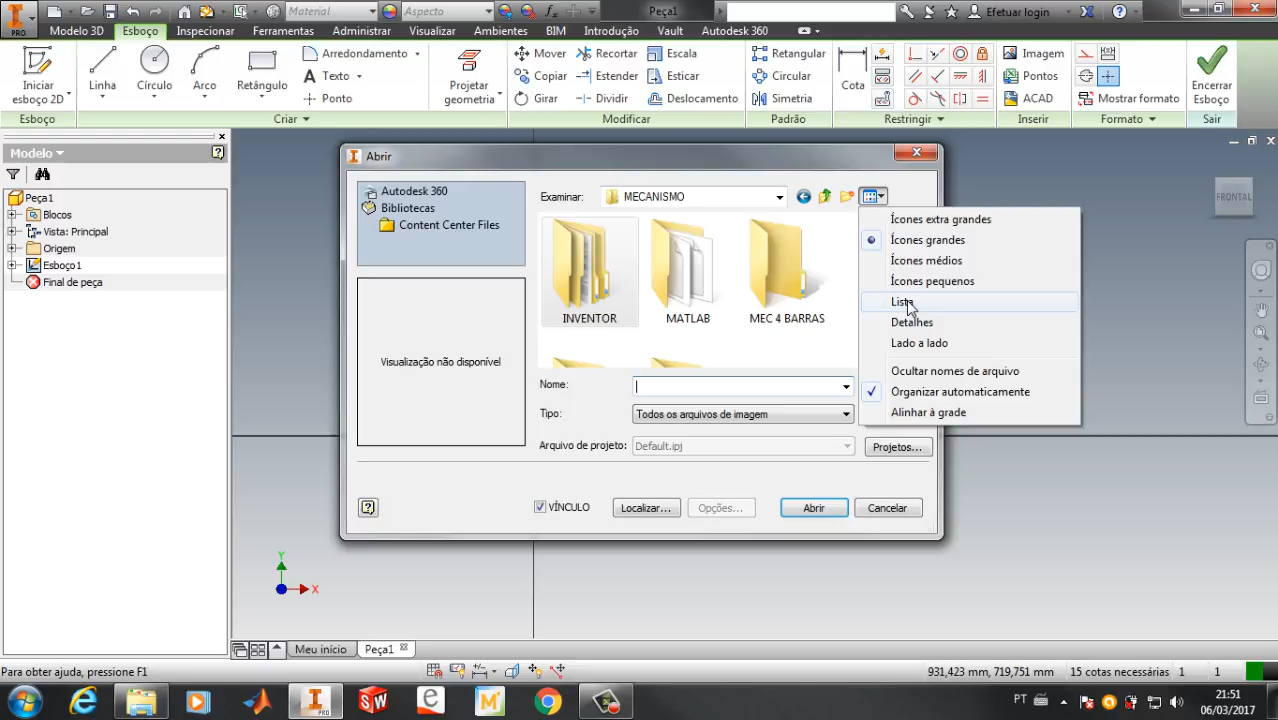 Material
Aspecto
Peça1
Efetuar login
PRO
Modelo 3D
Esboço
Inspecionar
Ferramentas
Administrar
Visualizar
Ambientes
BIM
Introdução
Vault
Autodesk 360
Iniciar
esboço 2D
Linha
Círculo
Arco
Retângulo
Arredondamento
Texto
Ponto
Projetar
geometria
Mover
Copiar
Girar
Recortar
Estender
Dividir
Escala
Esticar
Deslocamento
Retangular
Circular
Simetria
Cota
Imagem
Pontos
ACAD
Mostrar formato
Encerrar
Esboço
Esboço
Criar
Modificar
Padrão
Restringir
Inserir
Formato
Sair
Modelo
Peça1
Blocos
Vista: Principal
Origem
Esboço1
Final de peça
Abrir
Autodesk 360
Bibliotecas
Content Center Files
Visualização não disponível
Examinar:
MECANISMO
INVENTOR
MATLAB
MEC 4 BARRAS
Nome:
Tipo:
Todos os arquivos de imagem
Arquivo de projeto:
Default.ipj
Projetos...
VÍNCULO
Localizar...
Opções...
Abrir
Cancelar
Ícones extra grandes
Ícones grandes
Ícones médios
Ícones pequenos
Lista
Detalhes
Lado a lado
Ocultar nomes de arquivo
Organizar automaticamente
Alinhar à grade
FRONTAL
Y
X
Meu início
Peça1
Para obter ajuda, pressione F1
931,423 mm, 719,751 mm
15 cotas necessárias
1
1
PRO
PT
21:51
06/03/2017